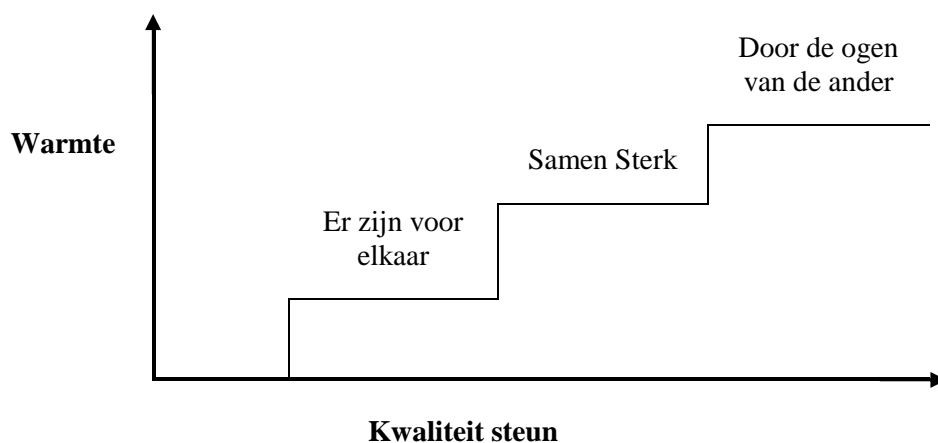 Door de ogen
van de ander
Warmte
Samen Sterk
Er zijn voor
elkaar
Kwaliteit steun